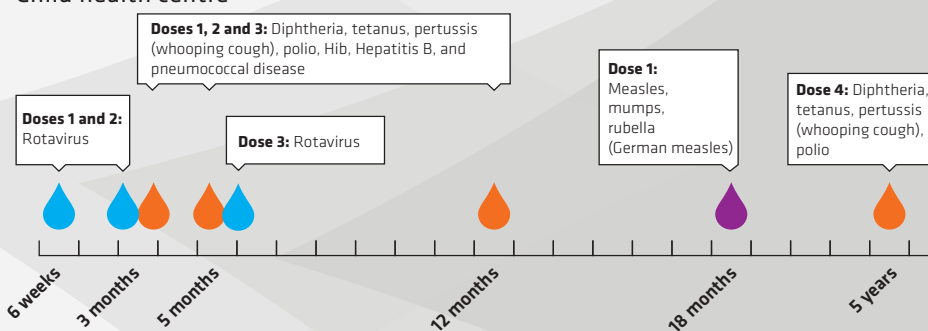 Child health centre
Doses 1, 2 and 3: Diphtheria, tetanus, pertussis
(whooping cough), polio, Hib, Hepatitis B, and
pneumococcal disease
Doses 1 and 2:
Rotavirus
Dose 3: Rotavirus
Dose 1:
Measles,
mumps,
rubella
(German measles)
Dose 4: Diphtheria,
tetanus, pertussis
(whooping cough),
polio
6 weeks
3 months
5 months
12 months
18 months
5 years